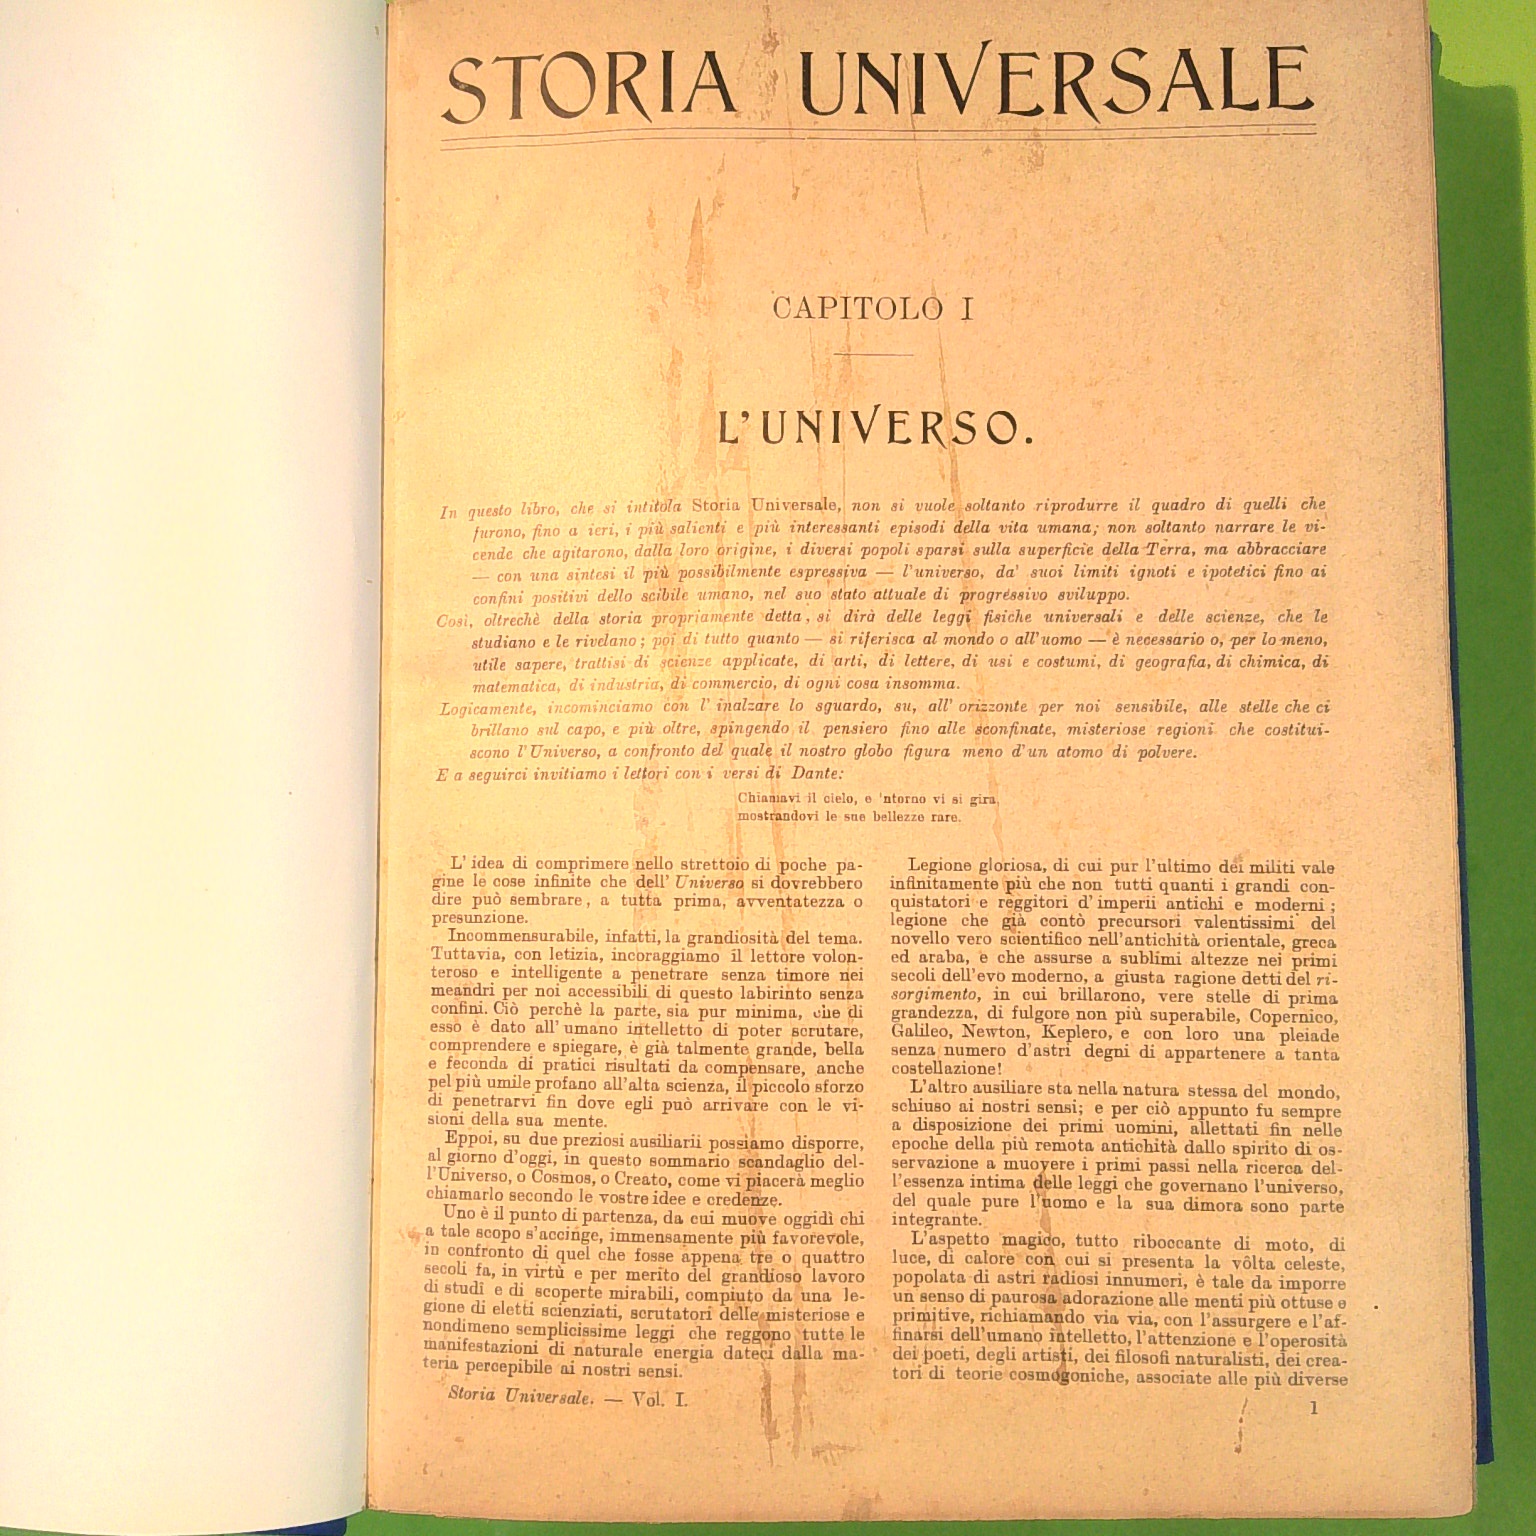 STORIA UNIVERSALE
CAPITOLO I
L'UNIVERSO.
In questo libro, che si intitola Storia Universale, non si vuole soltanto riprodurre il quadro di quelli che
furono, fino a ieri, i più salienti e più interessanti episodi della vita umana; non soltanto narrare le vi-
cende che agitarono, dalla loro origine, i diversi popoli sparsi sulla superficie della Terra, ma abbracciare
— con una sintesi il più possibilmente espressiva — l'universo, da' suoi limiti ignoti e ipotetici fino ai
confini positivi dello scibile umano, nel suo stato attuale di progressivo sviluppo.
Così, oltrechè della storia propriamente detta, si dirà delle leggi fisiche universali e delle scienze, che le
studiano e le rivelano; poi di tutto quanto — si riferisca al mondo o all'uomo — è necessario o, per lo meno,
utile sapere, trattisi di scienze applicate, di arti, di lettere, di usi e costumi, di geografia, di chimica, di
matematica, di industria, di commercio, di ogni cosa insomma.
Logicamente, incominciamo con l'inalzare lo sguardo, su, all'orizzonte per noi sensibile, alle stelle che ci
brillano sul capo, e più oltre, spingendo il pensiero fino alle sconfinate, misteriose regioni che costitui-
scono l'Universo, a confronto del quale il nostro globo figura meno d'un atomo di polvere.
E a seguirci invitiamo i lettori con i versi di Dante:
Chiamavi il cielo, e 'ntorno vi si gira,
mostrandovi le sue bellezze rare.
L'idea di comprimere nello strettoio di poche pa-
gine le cose infinite che dell'Universo si dovrebbero
dire può sembrare, a tutta prima, avventatezza o
presunzione.
Incommensurabile, infatti, la grandiosità del tema.
Tuttavia, con letizia, incoraggiamo il lettore volon-
teroso e intelligente a penetrare senza timore nei
meandri per noi accessibili di questo labirinto senza
confini. Ciò perchè la parte, sia pur minima, che di
esso è dato all'umano intelletto di poter scrutare,
comprendere e spiegare, è già talmente grande, bella
e feconda di pratici risultati da compensare, anche
pel più umile profano all'alta scienza, il piccolo sforzo
di penetrarvi fin dove egli può arrivare con le vi-
sioni della sua mente.
Eppoi, su due preziosi ausiliarii possiamo disporre,
al giorno d'oggi, in questo sommario scandaglio del-
l'Universo, o Cosmos, o Creato, come vi piacerà meglio
chiamarlo secondo le vostre idee e credenze.
Uno è il punto di partenza, da cui muove oggidì chi
a tale scopo s'accinge, immensamente più favorevole,
in confronto di quel che fosse appena tre o quattro
secoli fa, in virtù e per merito del grandioso lavoro
di studî e di scoperte mirabili, compiuto da una le-
gione di eletti scienziati, scrutatori delle misteriose e
nondimeno semplicissime leggi che reggono tutte le
manifestazioni di naturale energia dateci dalla ma-
teria percepibile ai nostri sensi.
Storia Universale. — Vol. I.
Legione gloriosa, di cui pur l'ultimo dei militi vale
infinitamente più che non tutti quanti i grandi con-
quistatori e reggitori d'imperii antichi e moderni;
legione che già contò precursori valentissimi del
novello vero scientifico nell'antichità orientale, greca
ed araba, e che assurse a sublimi altezze nei primi
secoli dell'evo moderno, a giusta ragione detti del ri-
sorgimento, in cui brillarono, vere stelle di prima
grandezza, di fulgore non più superabile, Copernico,
Galileo, Newton, Keplero, e con loro una pleiade
senza numero d'astri degni di appartenere a tanta
costellazione!
L'altro ausiliare sta nella natura stessa del mondo,
schiuso ai nostri sensi; e per ciò appunto fu sempre
a disposizione dei primi uomini, allettati fin nelle
epoche della più remota antichità dallo spirito di os-
servazione a muovere i primi passi nella ricerca del-
l'essenza intima delle leggi che governano l'universo,
del quale pure l'uomo e la sua dimora sono parte
integrante.
L'aspetto magico, tutto riboccante di moto, di
luce, di calore con cui si presenta la vôlta celeste,
popolata di astri radiosi innumeri, è tale da imporre
un senso di paurosa adorazione alle menti più ottuse e
primitive, richiamando via via, con l'assurgere e l'af-
finarsi dell'umano intelletto, l'attenzione e l'operosità
dei poeti, degli artisti, dei filosofi naturalisti, dei crea-
tori di teorie cosmogoniche, associate alle più diverse
1